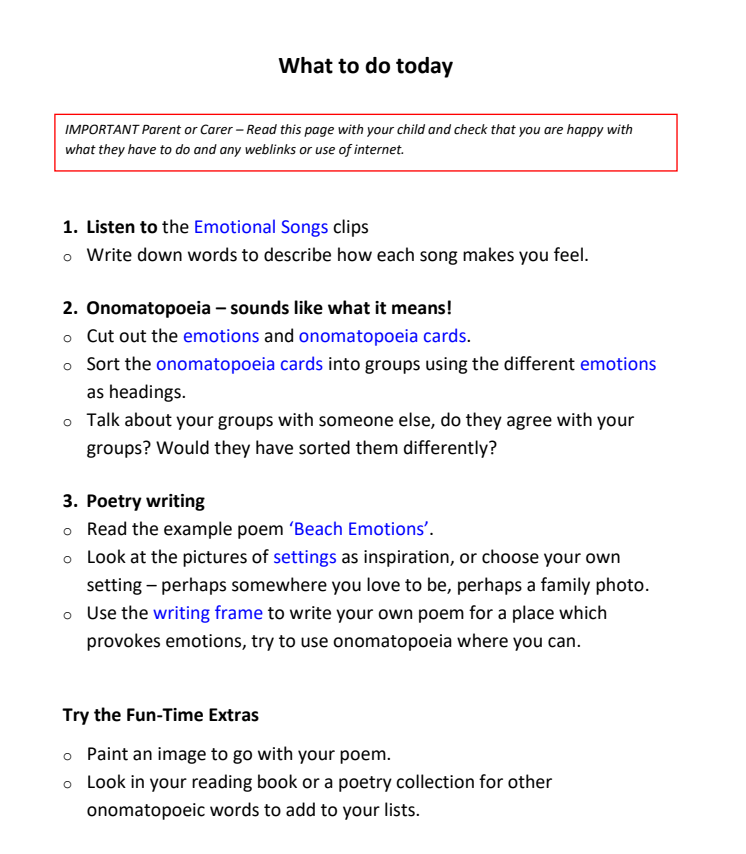 What to do today
IMPORTANT Parent or Carer – Read this page with your child and check that you are happy with
what they have to do and any weblinks or use of internet.
1. Listen to the Emotional Songs clips
o Write down words to describe how each song makes you feel.
2. Onomatopoeia – sounds like what it means!
o Cut out the emotions and onomatopoeia cards.
o Sort the onomatopoeia cards into groups using the different emotions
as headings.
o Talk about your groups with someone else, do they agree with your
groups? Would they have sorted them differently?
3. Poetry writing
o Read the example poem ‘Beach Emotions’.
o Look at the pictures of settings as inspiration, or choose your own
setting – perhaps somewhere you love to be, perhaps a family photo.
o Use the writing frame to write your own poem for a place which
provokes emotions, try to use onomatopoeia where you can.
Try the Fun-Time Extras
o Paint an image to go with your poem.
o Look in your reading book or a poetry collection for other
onomatopoeic words to add to your lists.